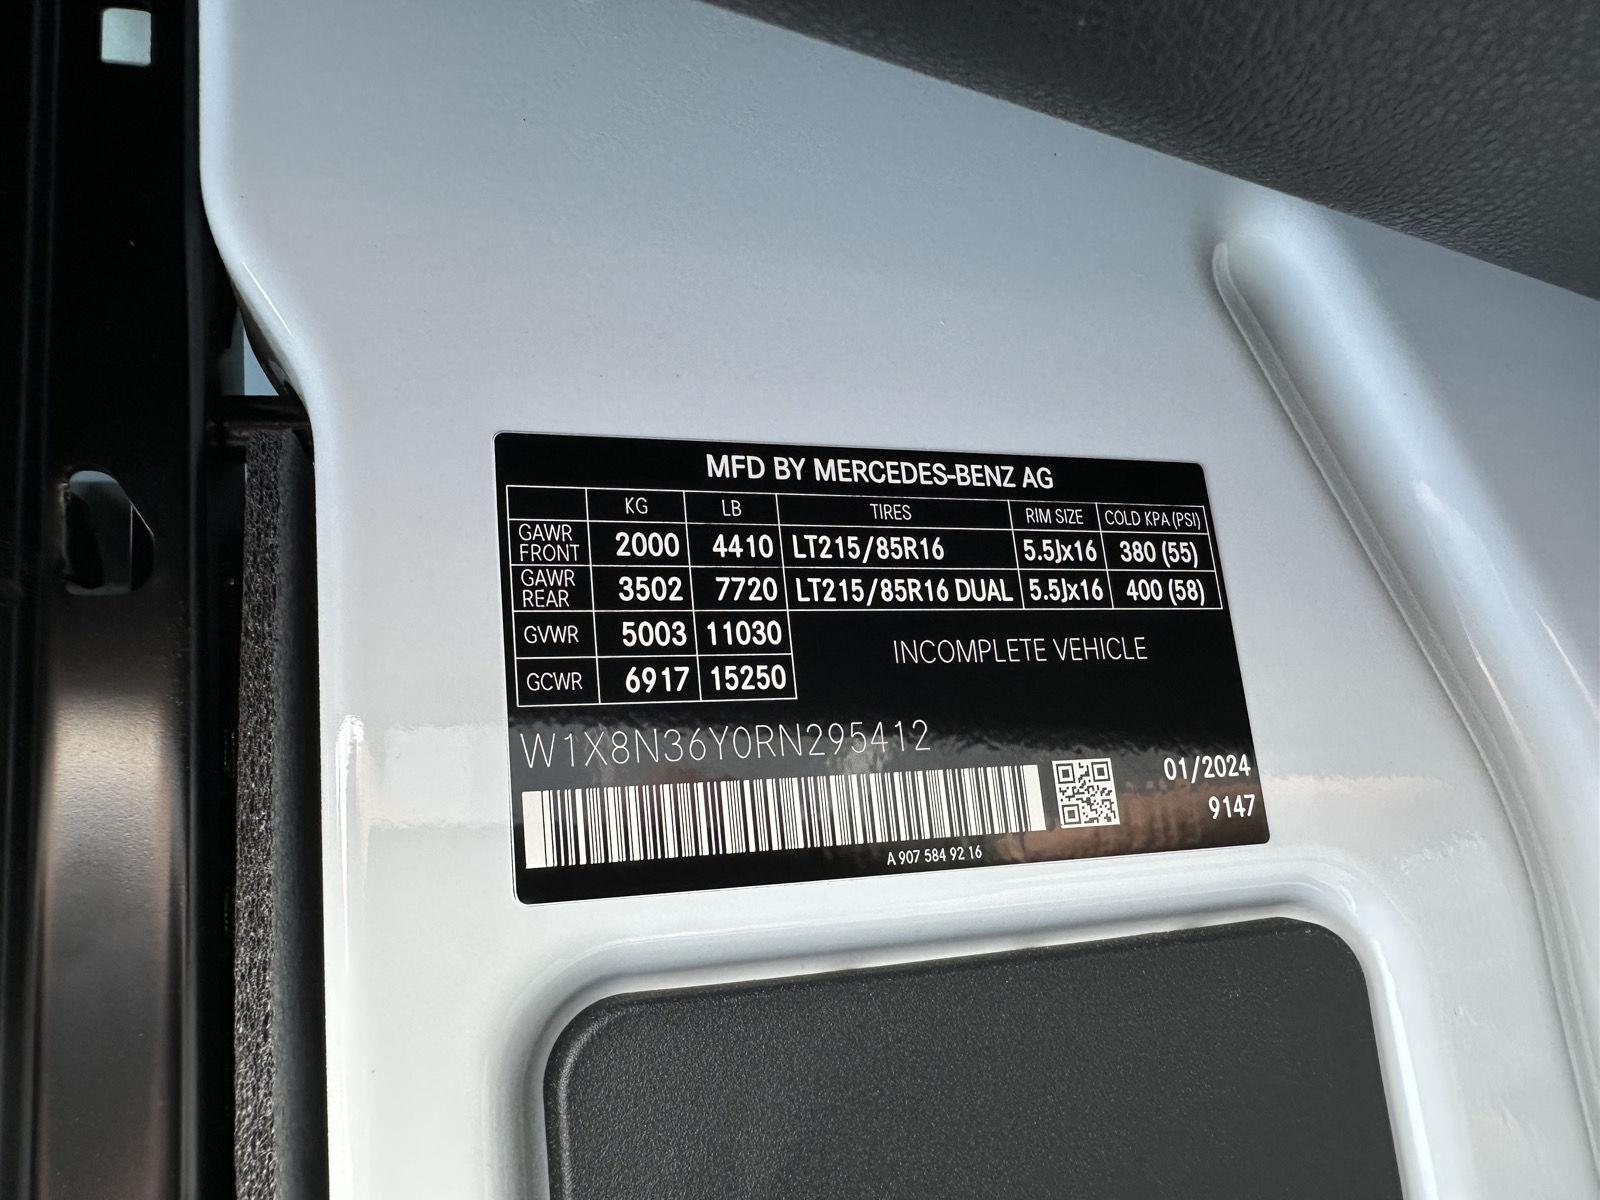 MFD BY MERCEDES-BENZ AG
KG LB TIRES RIM SIZE COLD KPA (PSI)
GAWR FRONT 2000 4410 LT215/85R16 5.5Jx16 380 (55)
GAWR REAR 3502 7720 LT215/85R16 DUAL 5.5Jx16 400 (58)
GVWR 5003 11030
INCOMPLETE VEHICLE
GCWR 6917 15250
W1X8N36Y0RN295412
01/2024
9147
A 907 584 92 16